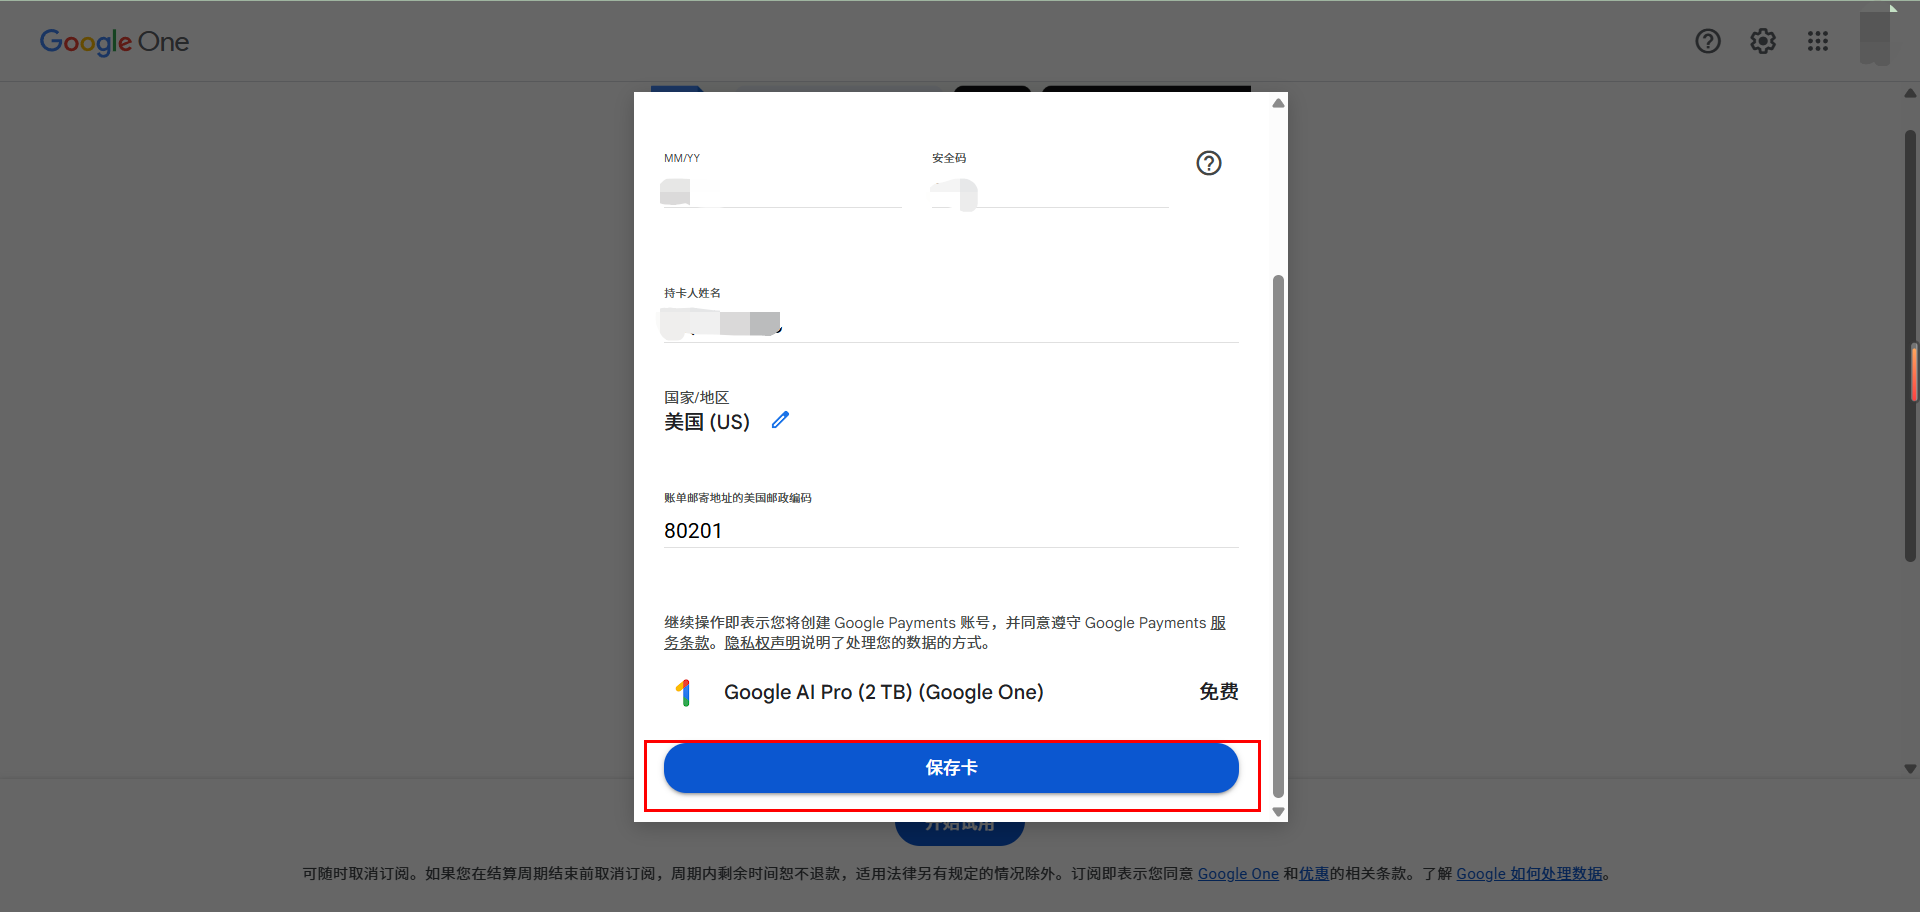 Google One
MM/YY
安全码
持卡人姓名
国家/地区
美国 (US)
账单邮寄地址的美国邮政编码
80201
继续操作即表示您将创建 Google Payments 账号，并同意遵守 Google Payments 服
务条款。隐私权声明说明了处理您的数据的方式。
Google AI Pro (2 TB) (Google One)
免费
保存卡
开始试用
可随时取消订阅。如果您在结算周期结束前取消订阅，周期内剩余时间恕不退款，适用法律另有规定的情况除外。订阅即表示您同意 Google One 和优惠的相关条款。了解 Google 如何处理数据。